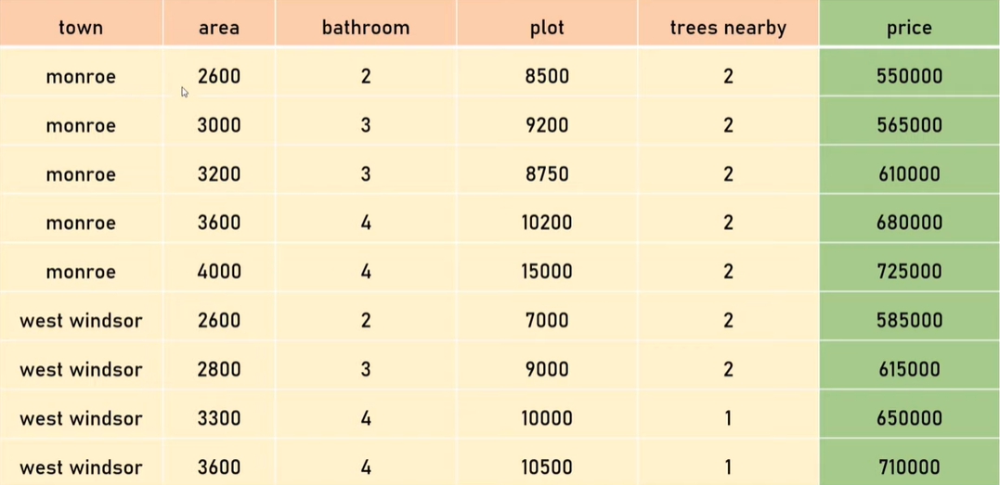 town area bathroom plot trees nearby price
monroe 2600 2 8500 2 550000
monroe 3000 3 9200 2 565000
monroe 3200 3 8750 2 610000
monroe 3600 4 10200 2 680000
monroe 4000 4 15000 2 725000
west windsor 2600 2 7000 2 585000
west windsor 2800 3 9000 2 615000
west windsor 3300 4 10000 1 650000
west windsor 3600 4 10500 1 710000